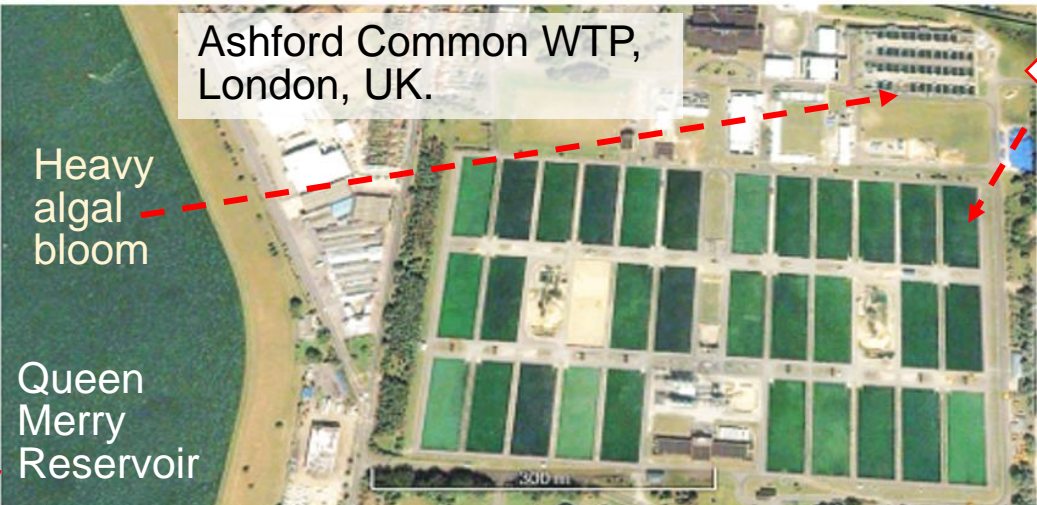 Ashford Common WTP,
London, UK.
Heavy
algal
bloom
Queen
Merry
Reservoir
300 m